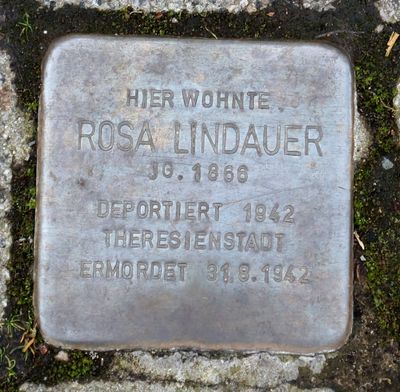 HIER WOHNTE
ROSA LINDAUER
JG. 1866
DEPORTIERT 1942
THERESIENSTADT
ERMORDET 31.8.1942